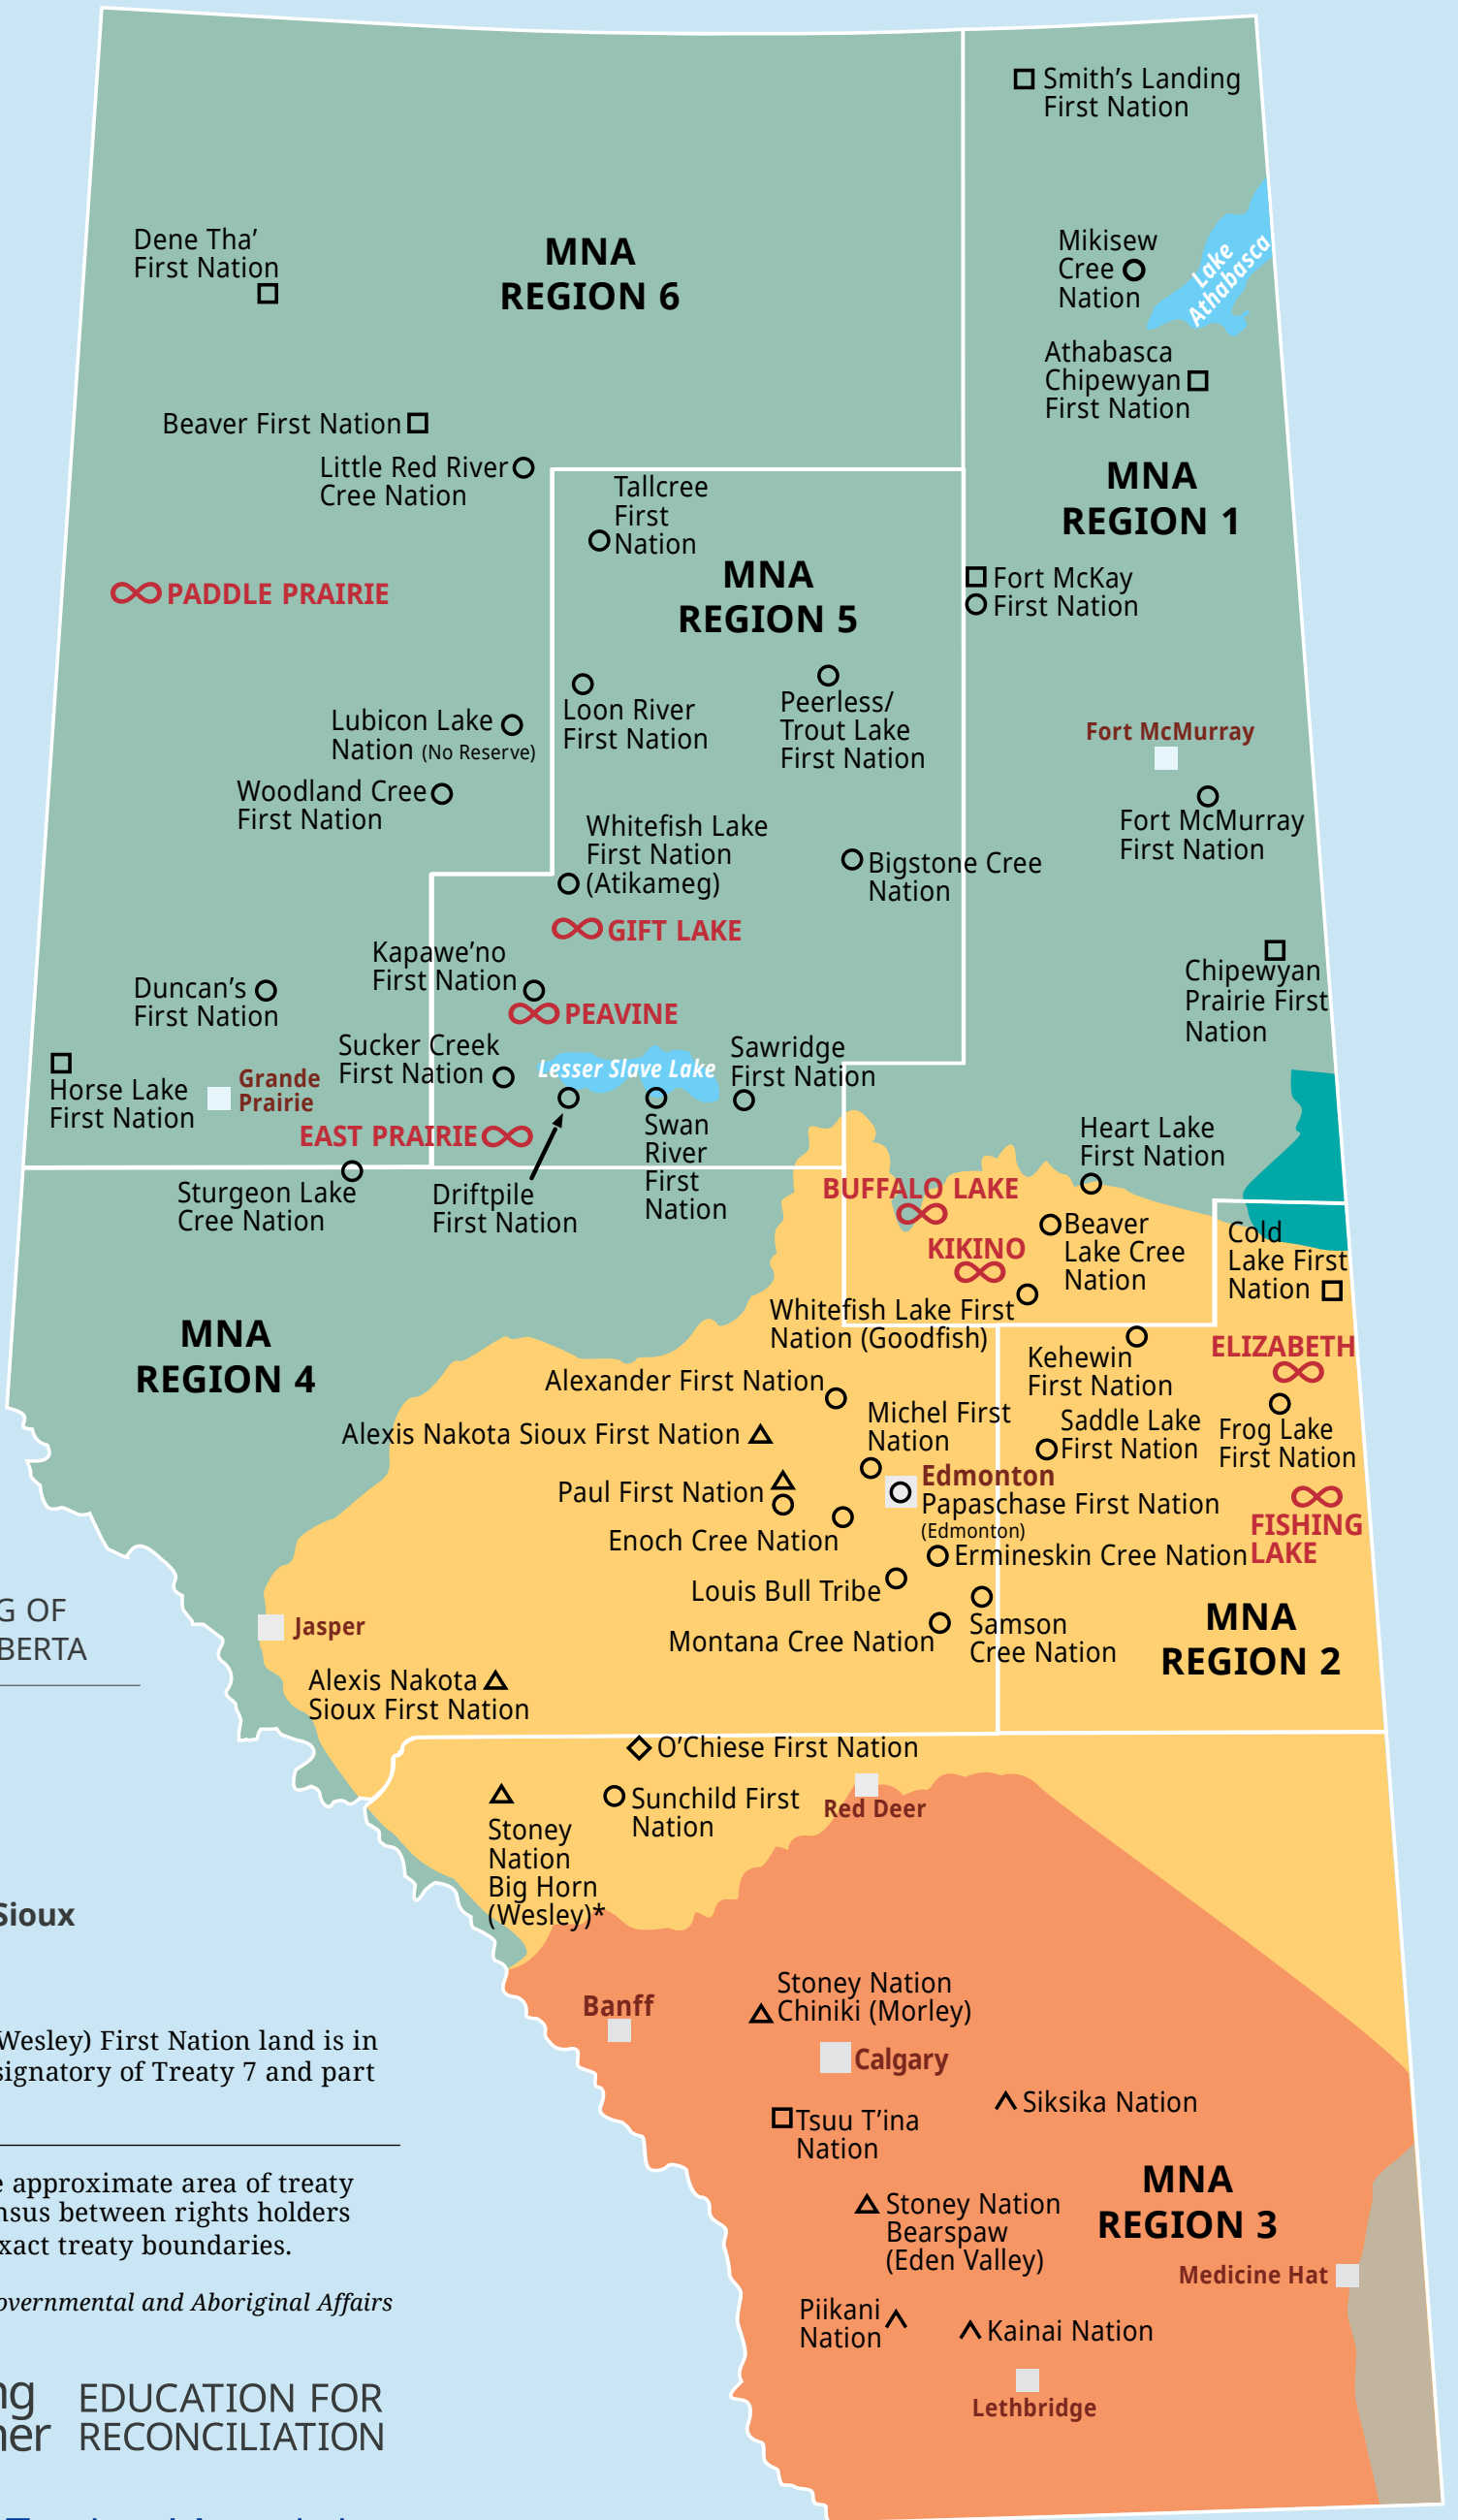 Smith’s Landing
First Nation
Dene Tha’
First Nation
MNA
REGION 6
Mikisew
Cree
Nation
Lake
Athabasca
Athabasca
Chipewyan
First Nation
Beaver First Nation
Little Red River
Cree Nation
Tallcree
First
Nation
MNA
REGION 1
MNA
REGION 5
PADDLE PRAIRIE
Fort McKay
First Nation
Lubicon Lake
Nation (No Reserve)
Loon River
First Nation
Peerless/
Trout Lake
First Nation
Fort McMurray
Woodland Cree
First Nation
Fort McMurray
First Nation
Whitefish Lake
First Nation
(Atikameg)
Bigstone Cree
Nation
GIFT LAKE
Kapawe’no
First Nation
Duncan’s
First Nation
PEAVINE
Chipewyan
Prairie First
Nation
Sucker Creek
First Nation
Lesser Slave Lake
Sawridge
First Nation
Horse Lake
First Nation
Grande
Prairie
EAST PRAIRIE
Swan
River
First
Nation
Heart Lake
First Nation
Sturgeon Lake
Cree Nation
Driftpile
First Nation
BUFFALO LAKE
Beaver
Lake Cree
Nation
Cold
Lake First
Nation
KIKINO
Whitefish Lake First
Nation (Goodfish)
MNA
REGION 4
Kehewin
First Nation
ELIZABETH
Alexander First Nation
Michel First
Nation
Saddle Lake
First Nation
Frog Lake
First Nation
Alexis Nakota Sioux First Nation
Edmonton
Papaschase First Nation
(Edmonton)
Paul First Nation
FISHING
LAKE
Enoch Cree Nation
Ermineskin Cree Nation
Louis Bull Tribe
Samson
Cree Nation
MNA
REGION 2
Montana Cree Nation
G OF
BERTA
Jasper
Alexis Nakota
Sioux First Nation
O’Chiese First Nation
Sunchild First
Nation
Red Deer
Stoney
Nation
Big Horn
(Wesley)*
Sioux
Banff
Stoney Nation
Chiniki (Morley)
Wesley) First Nation land is in
signatory of Treaty 7 and part
Calgary
Siksika Nation
Tsuu T’ina
Nation
e approximate area of treaty
nsus between rights holders
xact treaty boundaries.
MNA
REGION 3
Stoney Nation
Bearspaw
(Eden Valley)
Medicine Hat
overnmental and Aboriginal Affairs
Piikani
Nation
Kainai Nation
Lethbridge
ng
her
EDUCATION FOR
RECONCILIATION